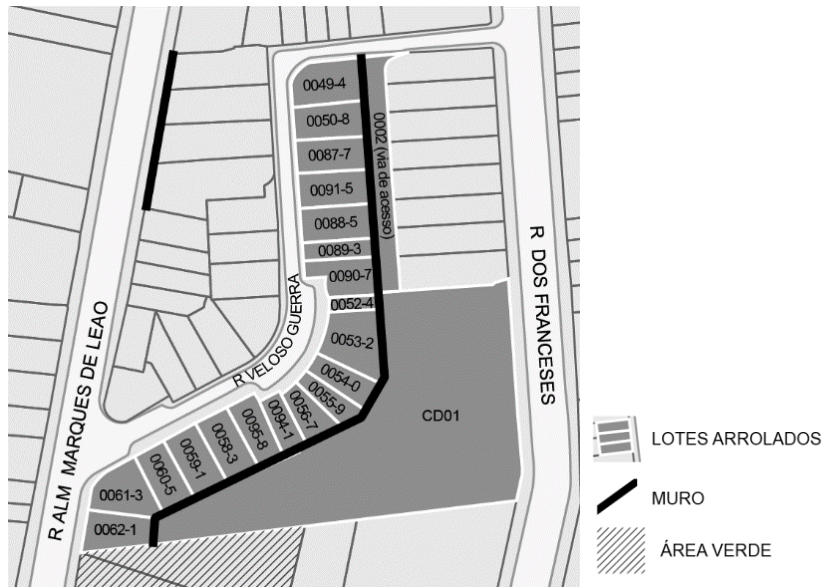 0049-4
0050-8
0087-7
0091-5
0088-5
0089-3
0090-7
0052-4
0053-2
0054-0
0055-9
0056-7
0094-1
0095-8
0058-3
0059-1
0060-5
0061-3
0062-1
0002 (via de acesso)
CD01
R ALM MARQUES DE LEAO
R VELOSO GUERRA
R DOS FRANCESES
LOTES ARROLADOS
MURO
ÁREA VERDE